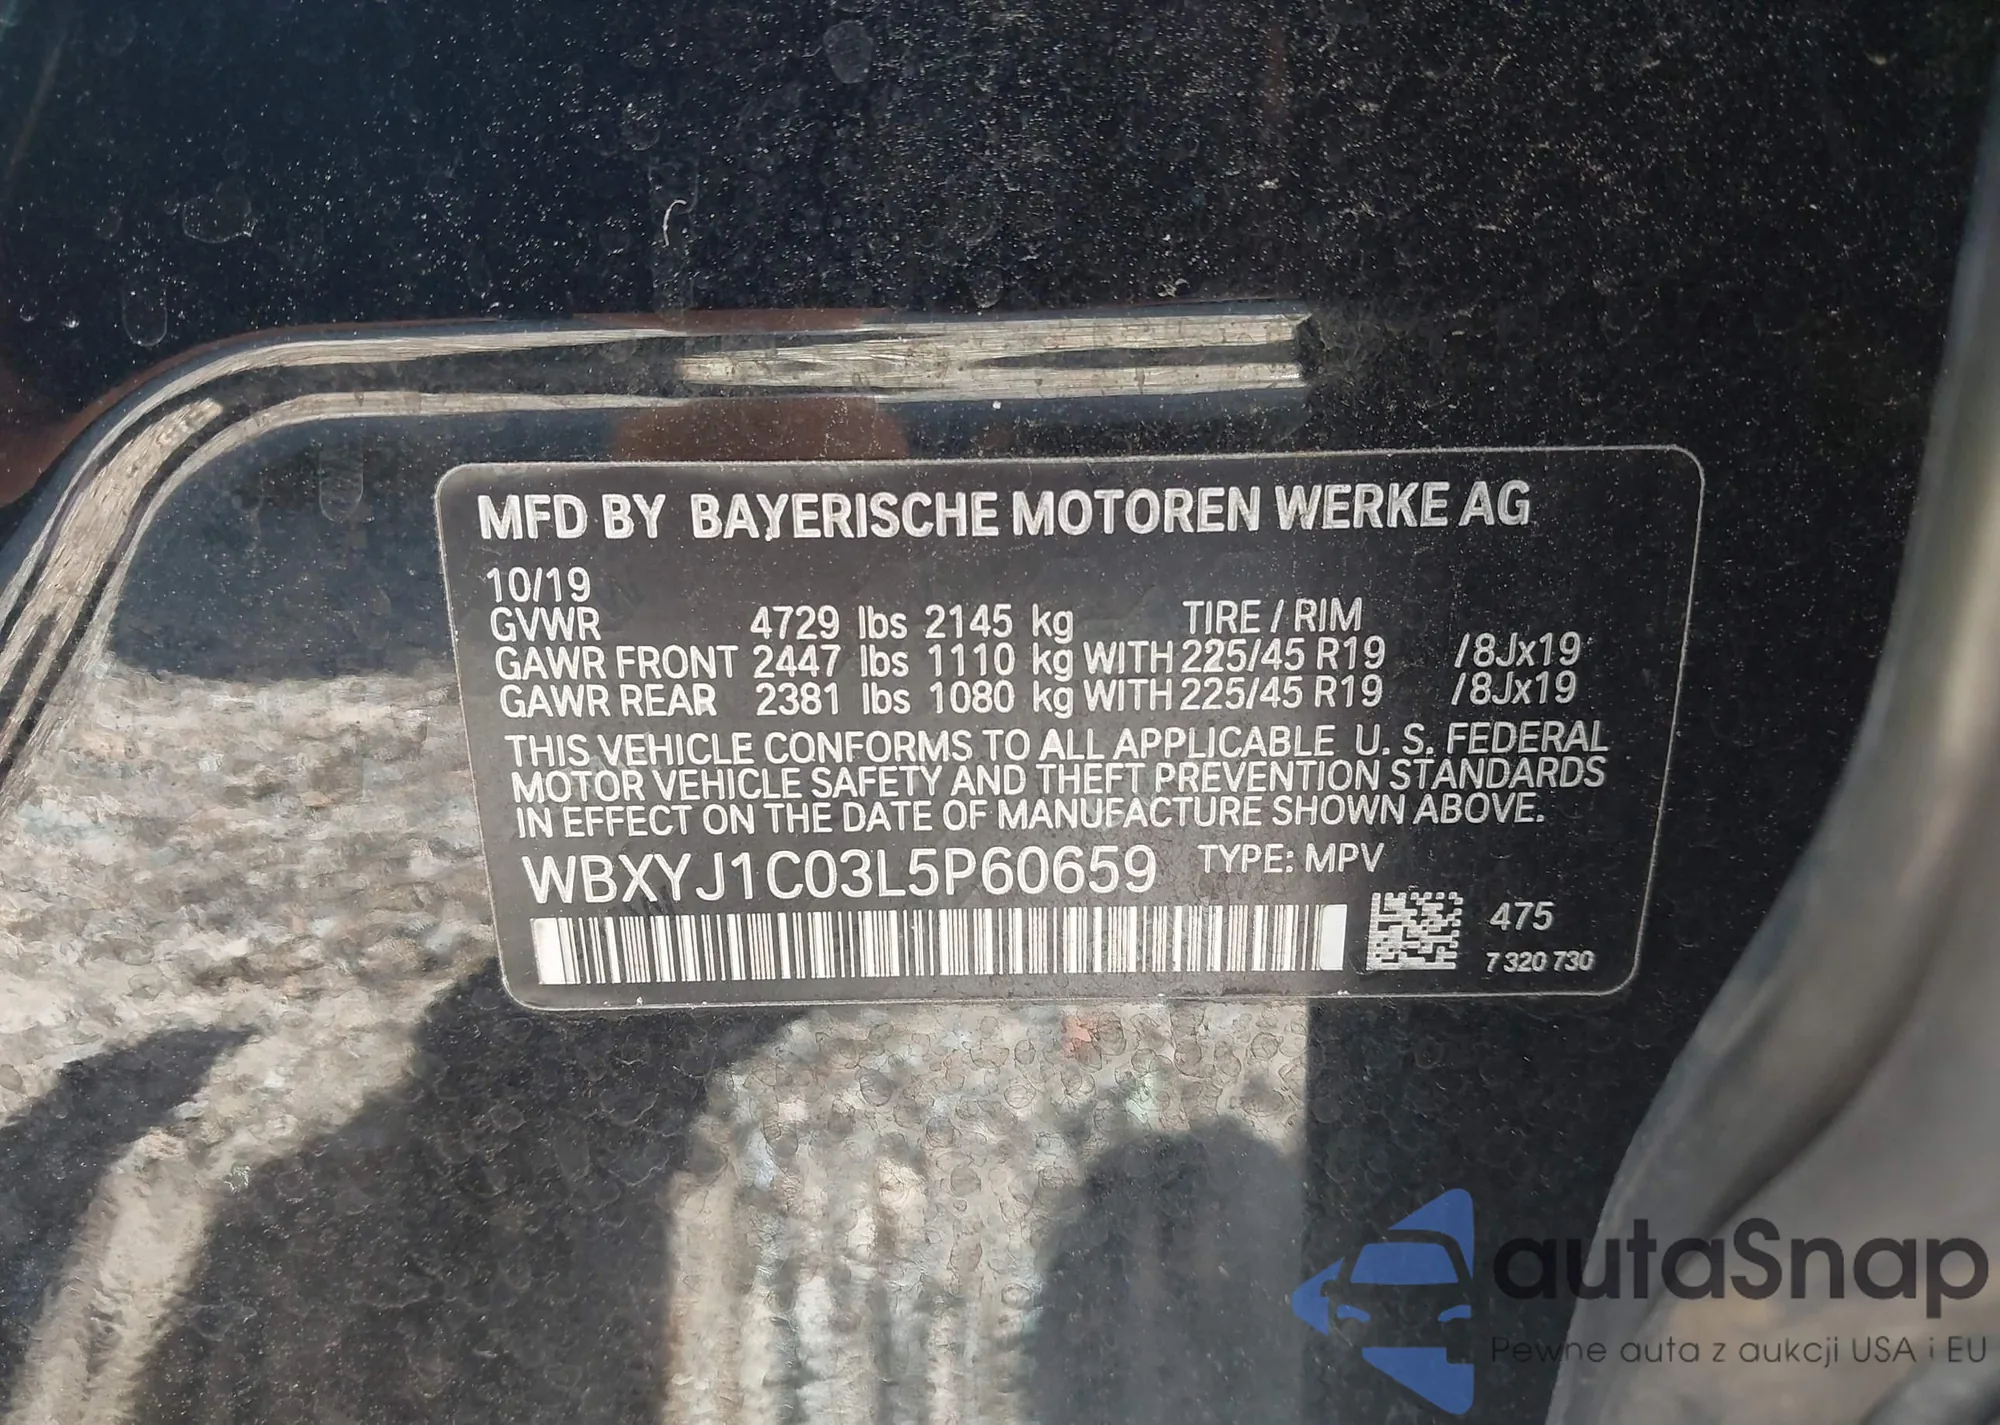 MFD BY BAYERISCHE MOTOREN WERKE AG
10/19
GVWR 4729 lbs 2145 kg TIRE / RIM
GAWR FRONT 2447 lbs 1110 kg WITH 225/45 R19 /8Jx19
GAWR REAR 2381 lbs 1080 kg WITH 225/45 R19 /8Jx19
THIS VEHICLE CONFORMS TO ALL APPLICABLE U. S. FEDERAL
MOTOR VEHICLE SAFETY AND THEFT PREVENTION STANDARDS
IN EFFECT ON THE DATE OF MANUFACTURE SHOWN ABOVE.
WBXYJ1C03L5P60659 TYPE: MPV
475
7 320 730
autaSnap
Pewne auta z aukcji USA i EU